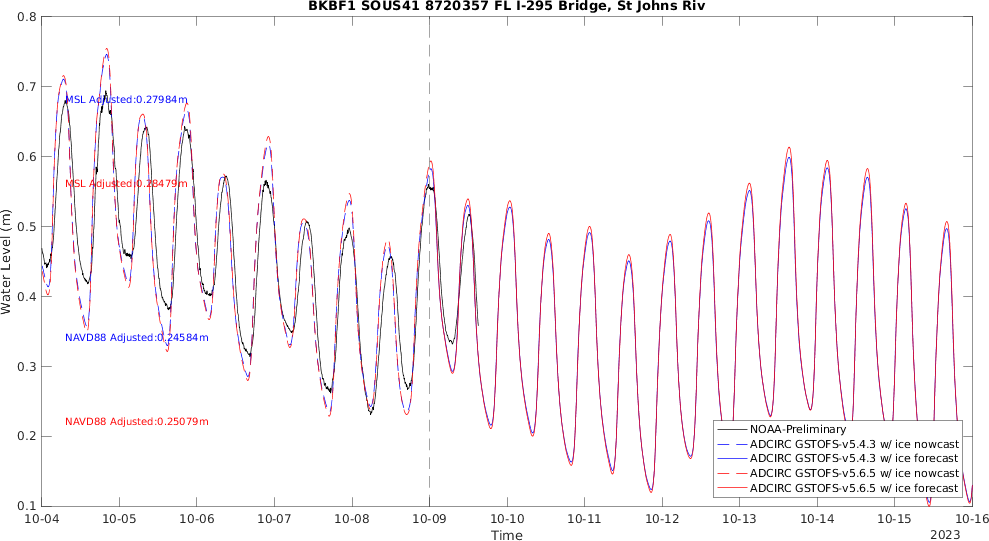 BKBF1 SOUS41 8720357 FL I-295 Bridge, St Johns Riv
0.8
0.7
0.6
0.5
0.4
0.3
0.2
0.1
Water Level (m)
MSL Adjusted:0.27984m
MSL Adjusted:0.28479m
NAVD88 Adjusted:0.24584m
NAVD88 Adjusted:0.25079m
NOAA-Preliminary
ADCIRC GSTOFS-v5.4.3 w/ ice nowcast
ADCIRC GSTOFS-v5.4.3 w/ ice forecast
ADCIRC GSTOFS-v5.6.5 w/ ice nowcast
ADCIRC GSTOFS-v5.6.5 w/ ice forecast
10-04 10-05 10-06 10-07 10-08 10-09 10-10 10-11 10-12 10-13 10-14 10-15 10-16
Time
2023